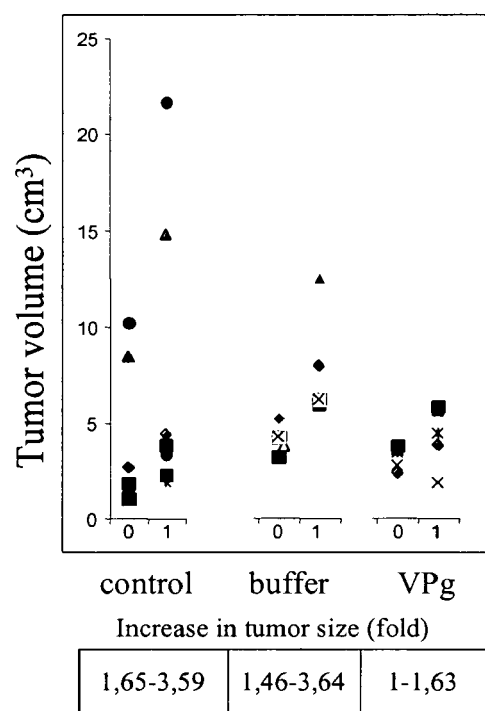 Tumor volume (cm³)
25
20
15
10
5
0
0 1 0 1 0 1
control buffer VPg
Increase in tumor size (fold)
1,65-3,59 1,46-3,64 1-1,63